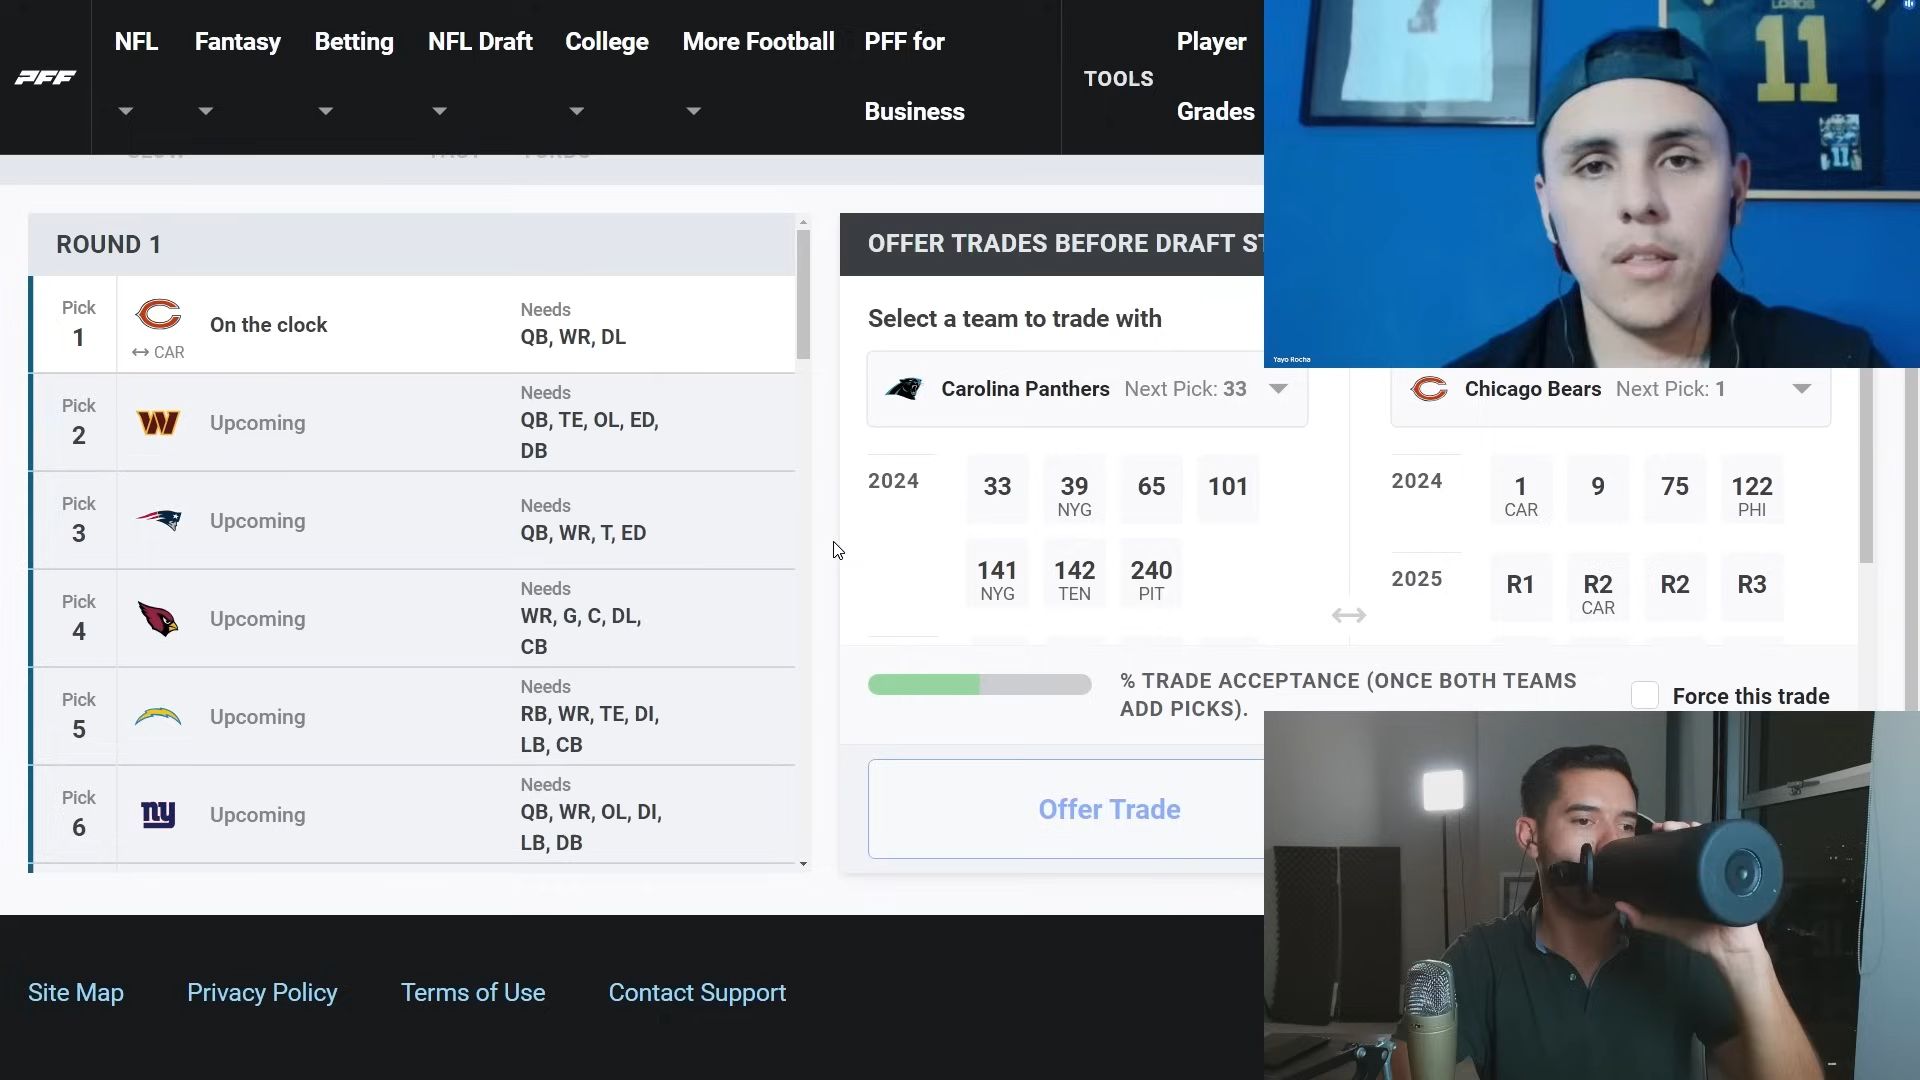 PFF
NFL
Fantasy
Betting
NFL Draft
College
More Football
PFF for
Business
TOOLS
Player
Grades
ROUND 1
Pick
1
CAR
On the clock
Needs
QB, WR, DL
Pick
2
Upcoming
Needs
QB, TE, OL, ED,
DB
Pick
3
Upcoming
Needs
QB, WR, T, ED
Pick
4
Upcoming
Needs
WR, G, C, DL,
CB
Pick
5
Upcoming
Needs
RB, WR, TE, DI,
LB, CB
Pick
6
ny
Upcoming
Needs
QB, WR, OL, DI,
LB, DB
OFFER TRADES BEFORE DRAFT ST
Select a team to trade with
Carolina Panthers Next Pick: 33
2024
33
39
NYG
65
101
141
NYG
142
TEN
240
PIT
Chicago Bears Next Pick: 1
2024
1
CAR
9
75
122
PHI
2025
R1
R2
CAR
R2
R3
% TRADE ACCEPTANCE (ONCE BOTH TEAMS
ADD PICKS).
Force this trade
Offer Trade
11
11
Yayo Rocha
Site Map
Privacy Policy
Terms of Use
Contact Support